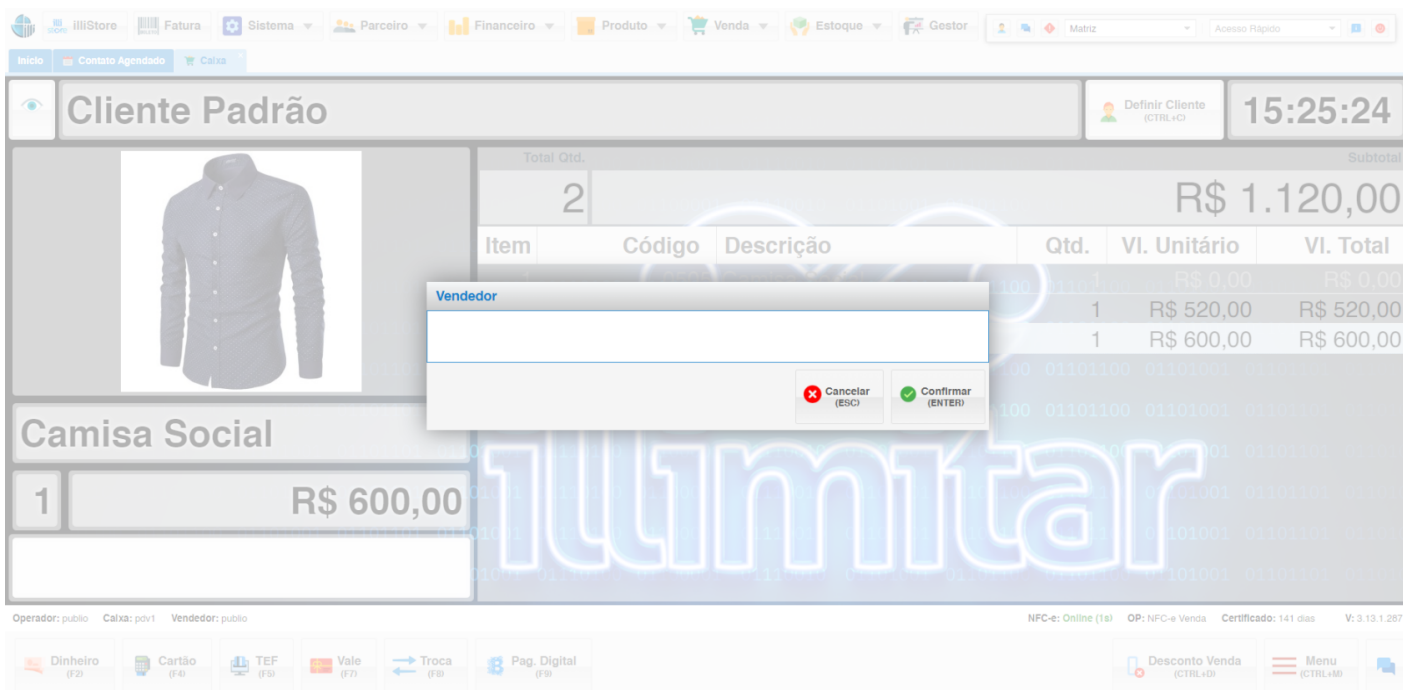 illiStore Fatura Sistema Parceiro Financeiro Produto Venda Estoque Gestor Matriz Acesso Rápido
Início Contato Agendado Caixa
Cliente Padrão
Definir Cliente
(CTRL+C)
15:25:24
Total Qtd. Subtotal
2 R$ 1.120,00
Item Código Descrição Qtd. Vl. Unitário Vl. Total
1 R$ 0,00 R$ 0,00
1 R$ 520,00 R$ 520,00
1 R$ 600,00 R$ 600,00
Vendedor
Cancelar
(ESC)
Confirmar
(ENTER)
Camisa Social
1 R$ 600,00
illimitar
Operador: publio Caixa: pdv1 Vendedor: publio NFC-e: Online (1s) OP: NFC-e Venda Certificado: 141 dias V: 3.13.1.287
Dinheiro
(F2)
Cartão
(F4)
TEF
(F5)
Vale
(F7)
Troca
(F8)
Pag. Digital
(F9)
Desconto Venda
(CTRL+D)
Menu
(CTRL+M)